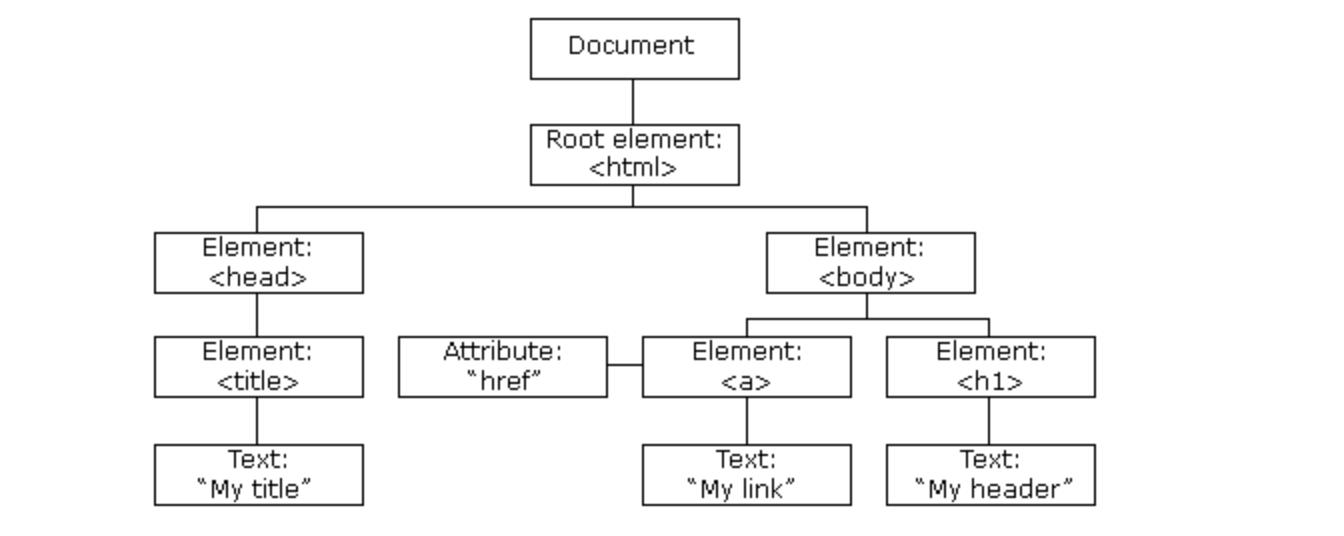 Document
Root element:
<html>
Element:
<head>
Element:
<body>
Element:
<title>
Attribute:
“href”
Element:
<a>
Element:
<h1>
Text:
“My title”
Text:
“My link”
Text:
“My header”